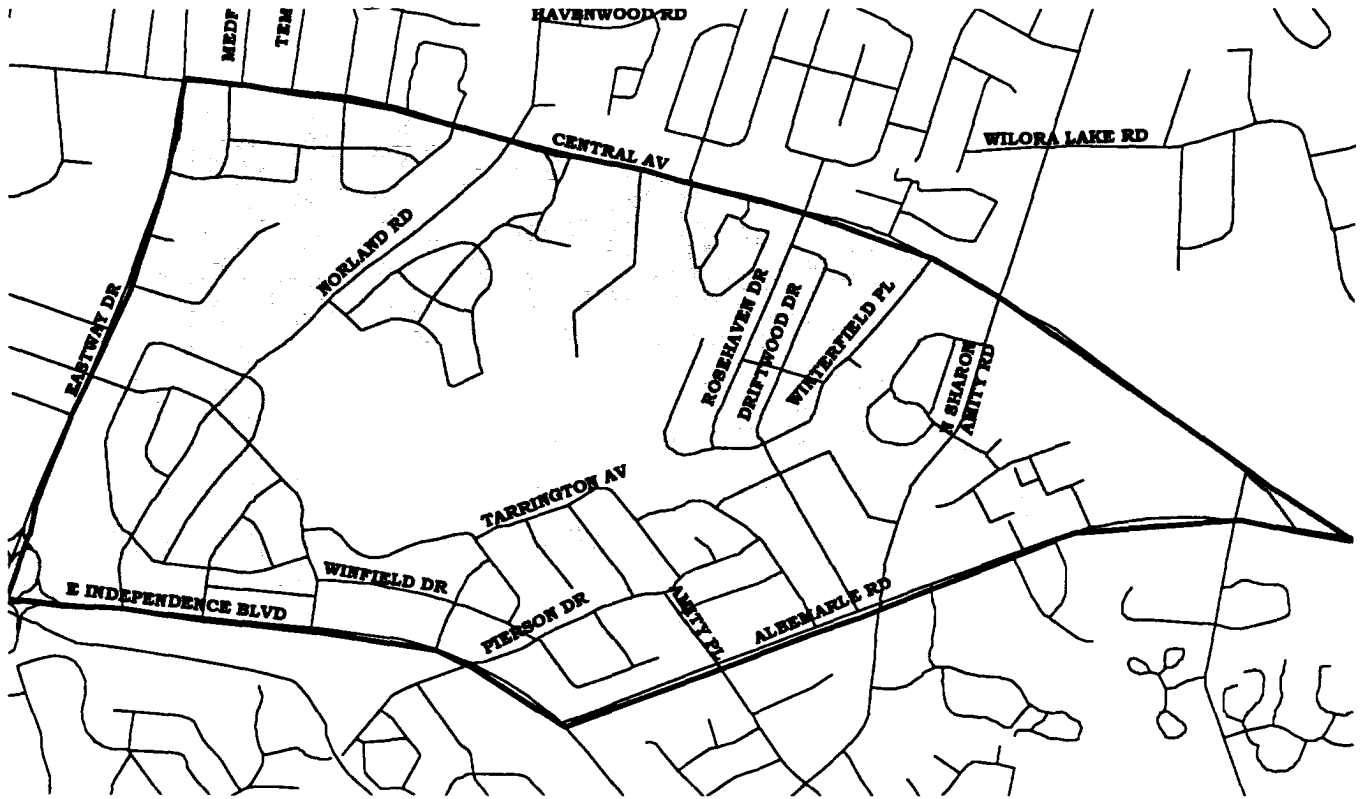 HAVENWOOD RD
MEDF
TEM
CENTRAL AV
WILORA LAKE RD
NORLAND RD
EASTWAY DR
ROSEHAVEN DR
DRIFTWOOD DR
WINTERFIELD PL
N SHARON
AMITY RD
TARRINGTON AV
WINFIELD DR
E INDEPENDENCE BLVD
PIERSON DR
AMITY PL
ALBEMARLE RD